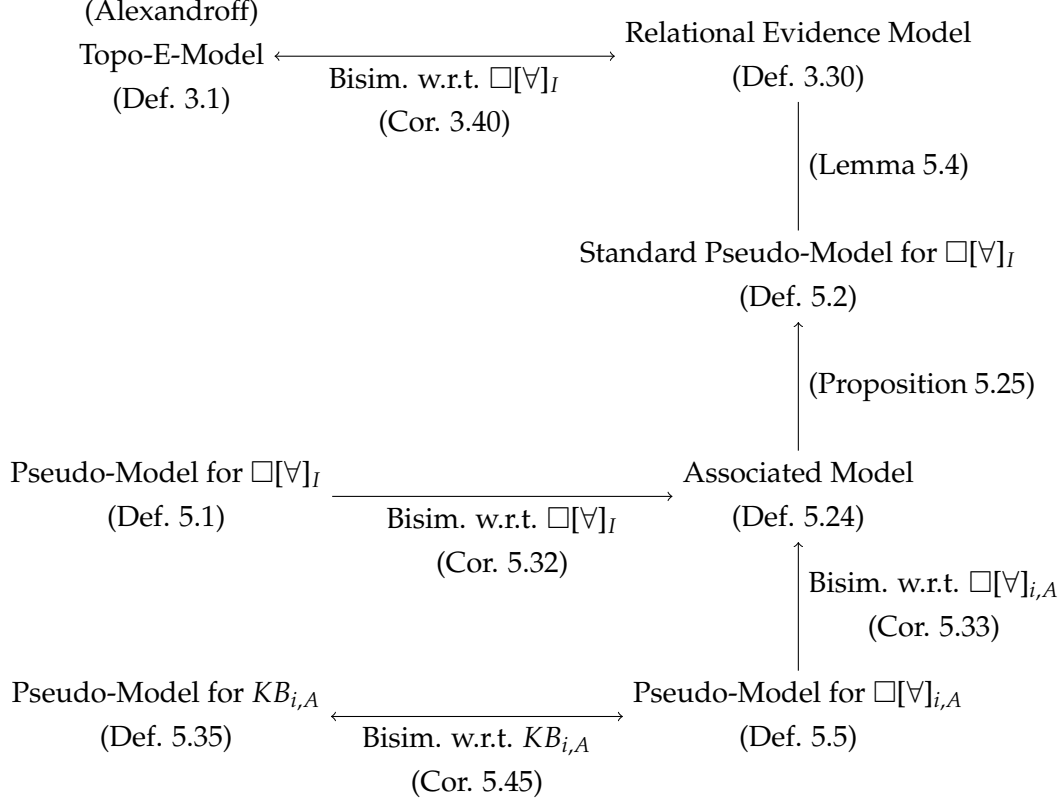 (Alexandroff)
Topo-E-Model
(Def. 3.1)
Bisim. w.r.t. □[∀]_I
(Cor. 3.40)
Relational Evidence Model
(Def. 3.30)
(Lemma 5.4)
Standard Pseudo-Model for □[∀]_I
(Def. 5.2)
(Proposition 5.25)
Pseudo-Model for □[∀]_I
(Def. 5.1)
Bisim. w.r.t. □[∀]_I
(Cor. 5.32)
Associated Model
(Def. 5.24)
Bisim. w.r.t. □[∀]_{i,A}
(Cor. 5.33)
Pseudo-Model for KB_{i,A}
(Def. 5.35)
Bisim. w.r.t. KB_{i,A}
(Cor. 5.45)
Pseudo-Model for □[∀]_{i,A}
(Def. 5.5)